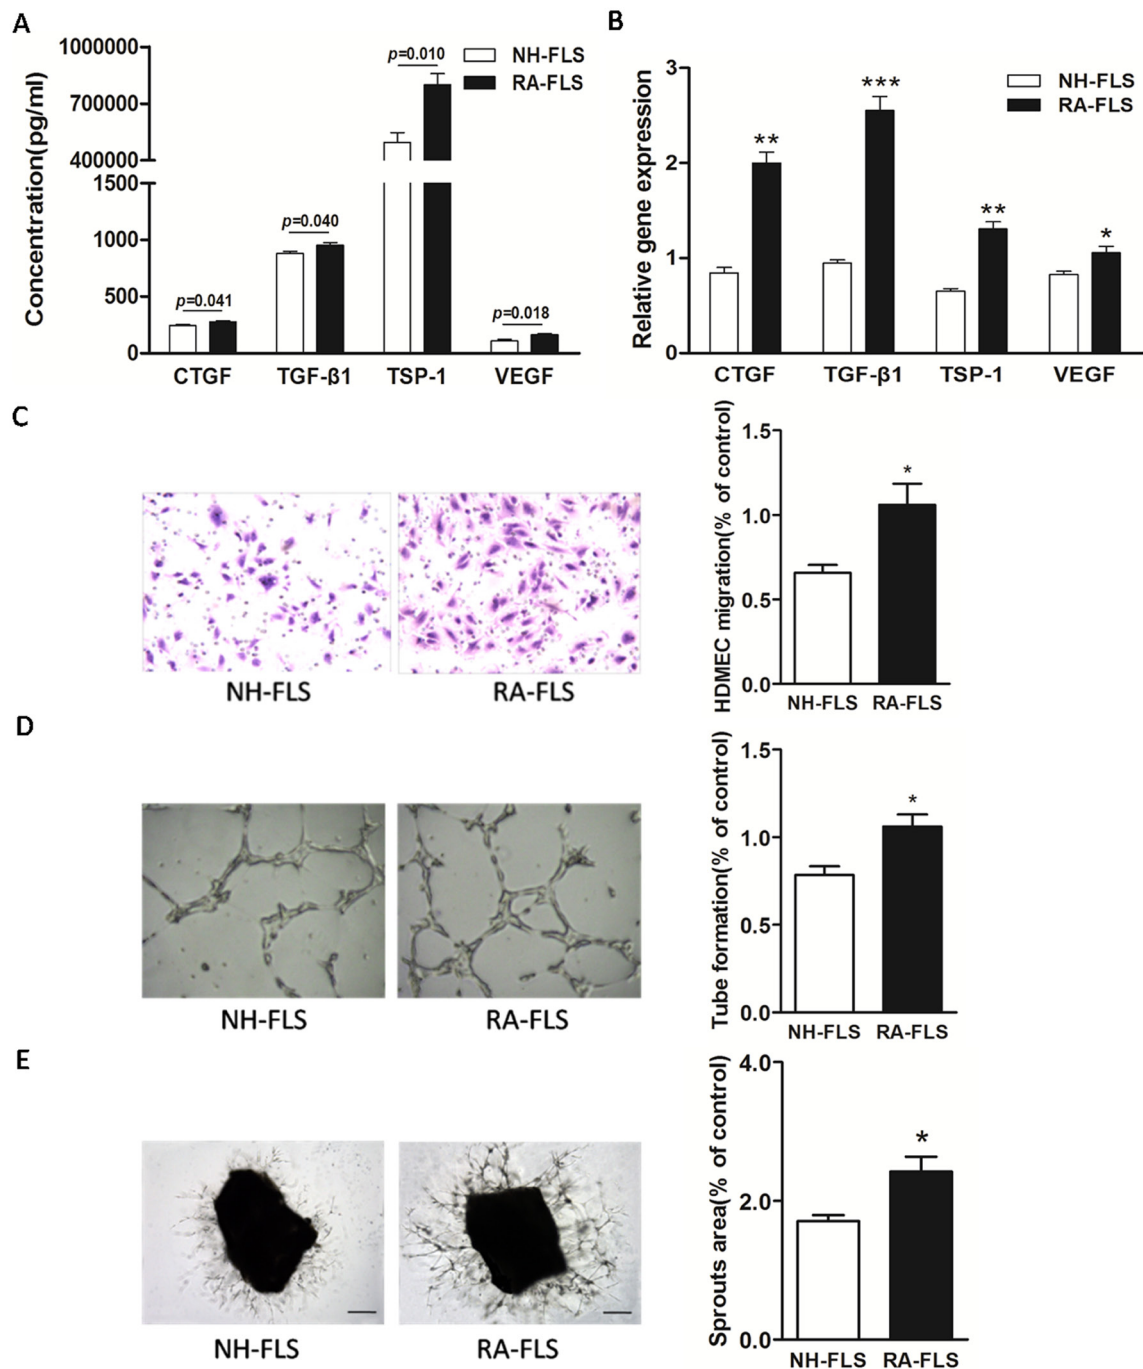 A
Concentration(pg/ml)
1000000
700000
400000
1500
1000
500
0
p=0.041
p=0.040
p=0.010
p=0.018
NH-FLS
RA-FLS
CTGF TGF-β1 TSP-1 VEGF
B
Relative gene expression
3
2
1
0
**
***
**
*
NH-FLS
RA-FLS
CTGF TGF-β1 TSP-1 VEGF
C
NH-FLS RA-FLS
HDMEC migration(% of control)
1.5
1.0
0.5
0.0
*
NH-FLS RA-FLS
D
NH-FLS RA-FLS
Tube formation(% of control)
1.5
1.0
0.5
0.0
*
NH-FLS RA-FLS
E
NH-FLS RA-FLS
Sprouts area(% of control)
4.0
2.0
0.0
*
NH-FLS RA-FLS